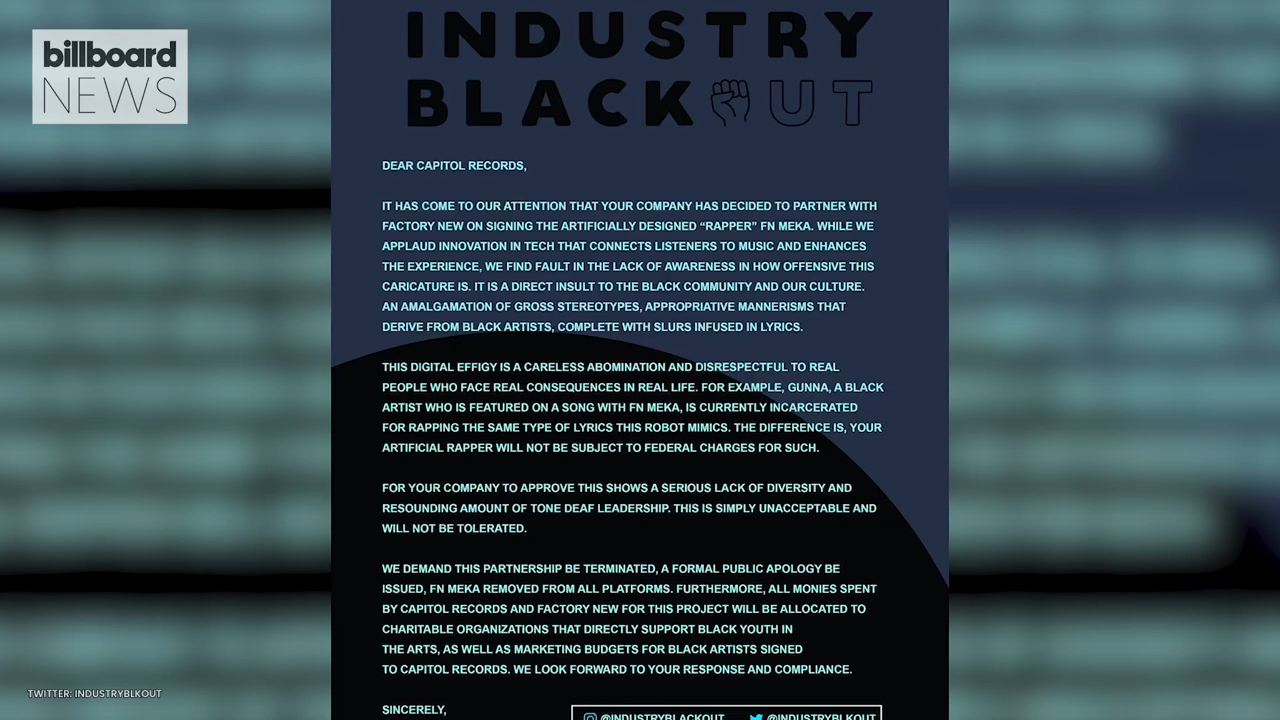 billboard
NEWS
INDUSTRY
BLACKOUT
DEAR CAPITOL RECORDS,
IT HAS COME TO OUR ATTENTION THAT YOUR COMPANY HAS DECIDED TO PARTNER WITH
FACTORY NEW ON SIGNING THE ARTIFICIALLY DESIGNED “RAPPER” FN MEKA. WHILE WE
APPLAUD INNOVATION IN TECH THAT CONNECTS LISTENERS TO MUSIC AND ENHANCES
THE EXPERIENCE, WE FIND FAULT IN THE LACK OF AWARENESS IN HOW OFFENSIVE THIS
CARICATURE IS. IT IS A DIRECT INSULT TO THE BLACK COMMUNITY AND OUR CULTURE.
AN AMALGAMATION OF GROSS STEREOTYPES, APPROPRIATIVE MANNERISMS THAT
DERIVE FROM BLACK ARTISTS, COMPLETE WITH SLURS INFUSED IN LYRICS.
THIS DIGITAL EFFIGY IS A CARELESS ABOMINATION AND DISRESPECTFUL TO REAL
PEOPLE WHO FACE REAL CONSEQUENCES IN REAL LIFE. FOR EXAMPLE, GUNNA, A BLACK
ARTIST WHO IS FEATURED ON A SONG WITH FN MEKA, IS CURRENTLY INCARCERATED
FOR RAPPING THE SAME TYPE OF LYRICS THIS ROBOT MIMICS. THE DIFFERENCE IS, YOUR
ARTIFICIAL RAPPER WILL NOT BE SUBJECT TO FEDERAL CHARGES FOR SUCH.
FOR YOUR COMPANY TO APPROVE THIS SHOWS A SERIOUS LACK OF DIVERSITY AND
RESOUNDING AMOUNT OF TONE DEAF LEADERSHIP. THIS IS SIMPLY UNACCEPTABLE AND
WILL NOT BE TOLERATED.
WE DEMAND THIS PARTNERSHIP BE TERMINATED, A FORMAL PUBLIC APOLOGY BE
ISSUED, FN MEKA REMOVED FROM ALL PLATFORMS. FURTHERMORE, ALL MONIES SPENT
BY CAPITOL RECORDS AND FACTORY NEW FOR THIS PROJECT WILL BE ALLOCATED TO
CHARITABLE ORGANIZATIONS THAT DIRECTLY SUPPORT BLACK YOUTH IN
THE ARTS, AS WELL AS MARKETING BUDGETS FOR BLACK ARTISTS SIGNED
TO CAPITOL RECORDS. WE LOOK FORWARD TO YOUR RESPONSE AND COMPLIANCE.
SINCERELY,
@INDUSTRYBLACKOUT @INDUSTRYBLKOUT
TWITTER: INDUSTRYBLKOUT